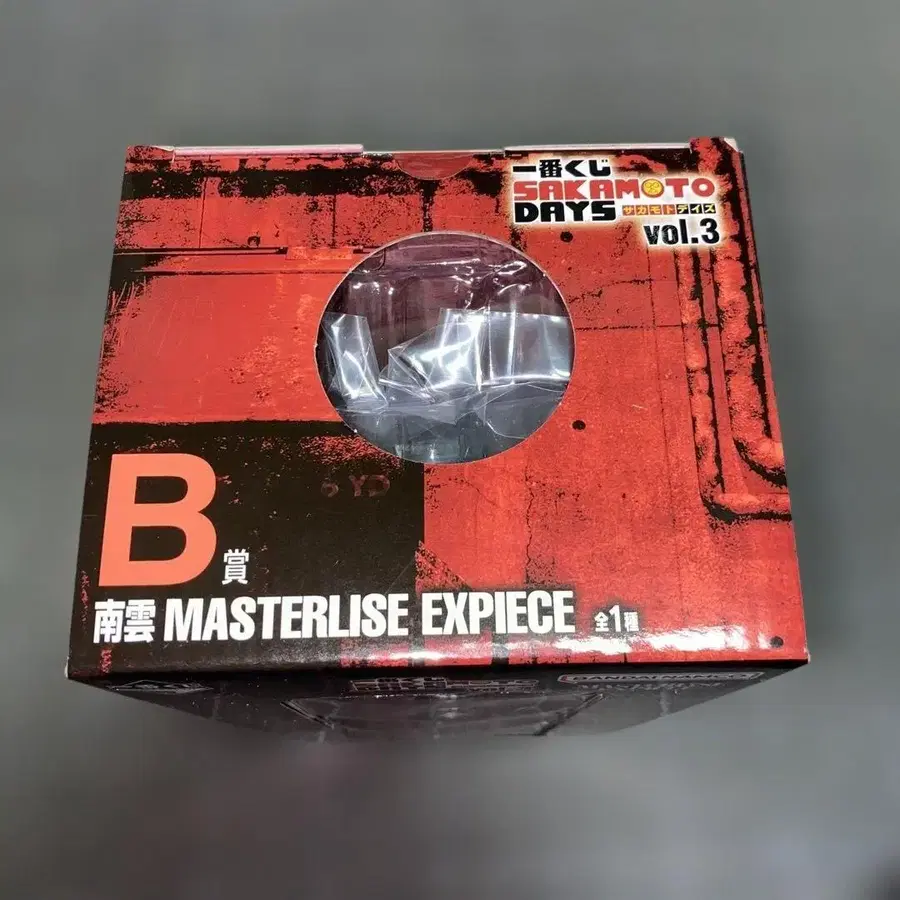 一番くじ
SAKAMOTO
DAYS サカモトデイズ
vol.3
B賞
南雲 MASTERLISE EXPIECE 全1種
BANDAI NAMCO